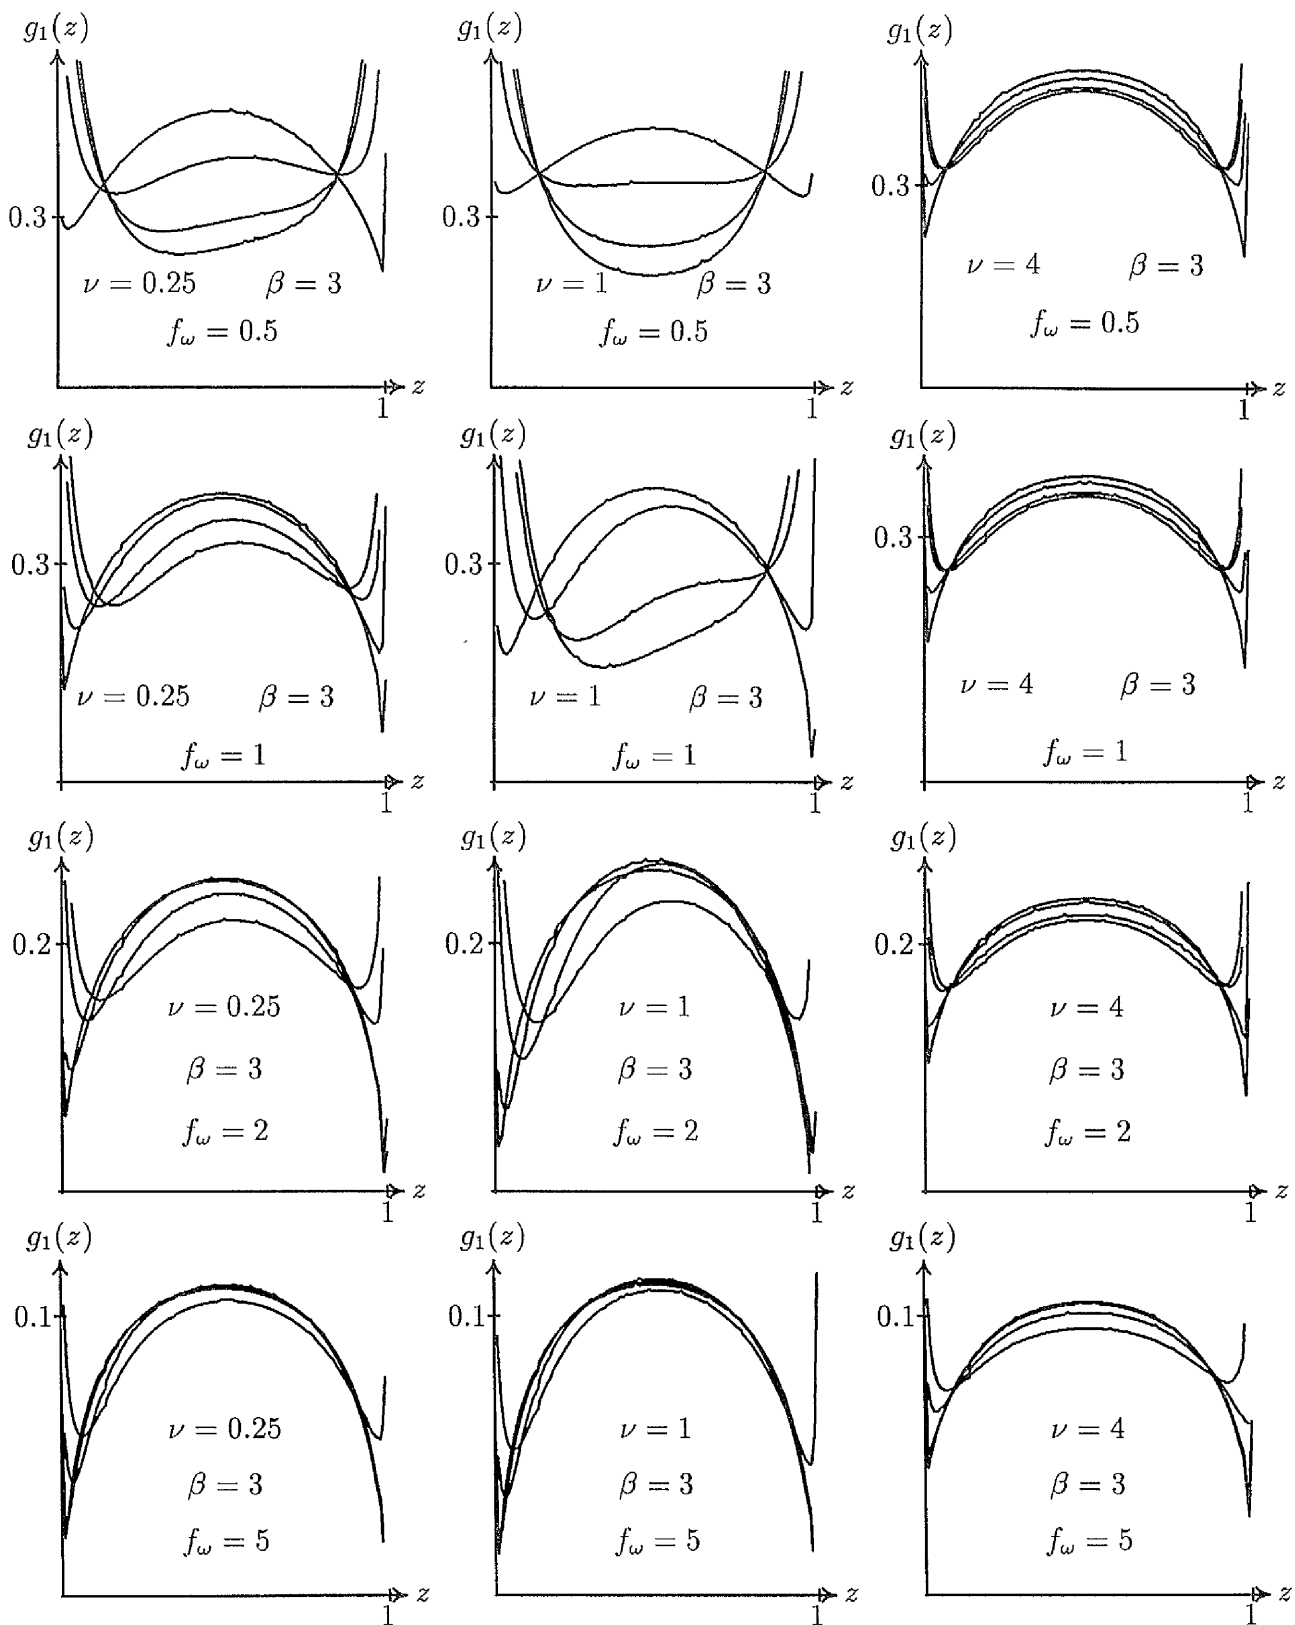 g₁(z) g₁(z) g₁(z)
0.3 0.3 0.3
ν = 0.25 β = 3 ν = 1 β = 3 ν = 4 β = 3
f_ω = 0.5 f_ω = 0.5 f_ω = 0.5
z z z
1 1 1
g₁(z) g₁(z) g₁(z)
0.3 0.3 0.3
ν = 0.25 β = 3 ν = 1 β = 3 ν = 4 β = 3
f_ω = 1 f_ω = 1 f_ω = 1
z z z
1 1 1
g₁(z) g₁(z) g₁(z)
0.2 0.2 0.2
ν = 0.25 ν = 1 ν = 4
β = 3 β = 3 β = 3
f_ω = 2 f_ω = 2 f_ω = 2
z z z
1 1 1
g₁(z) g₁(z) g₁(z)
0.1 0.1 0.1
ν = 0.25 ν = 1 ν = 4
β = 3 β = 3 β = 3
f_ω = 5 f_ω = 5 f_ω = 5
z z z
1 1 1